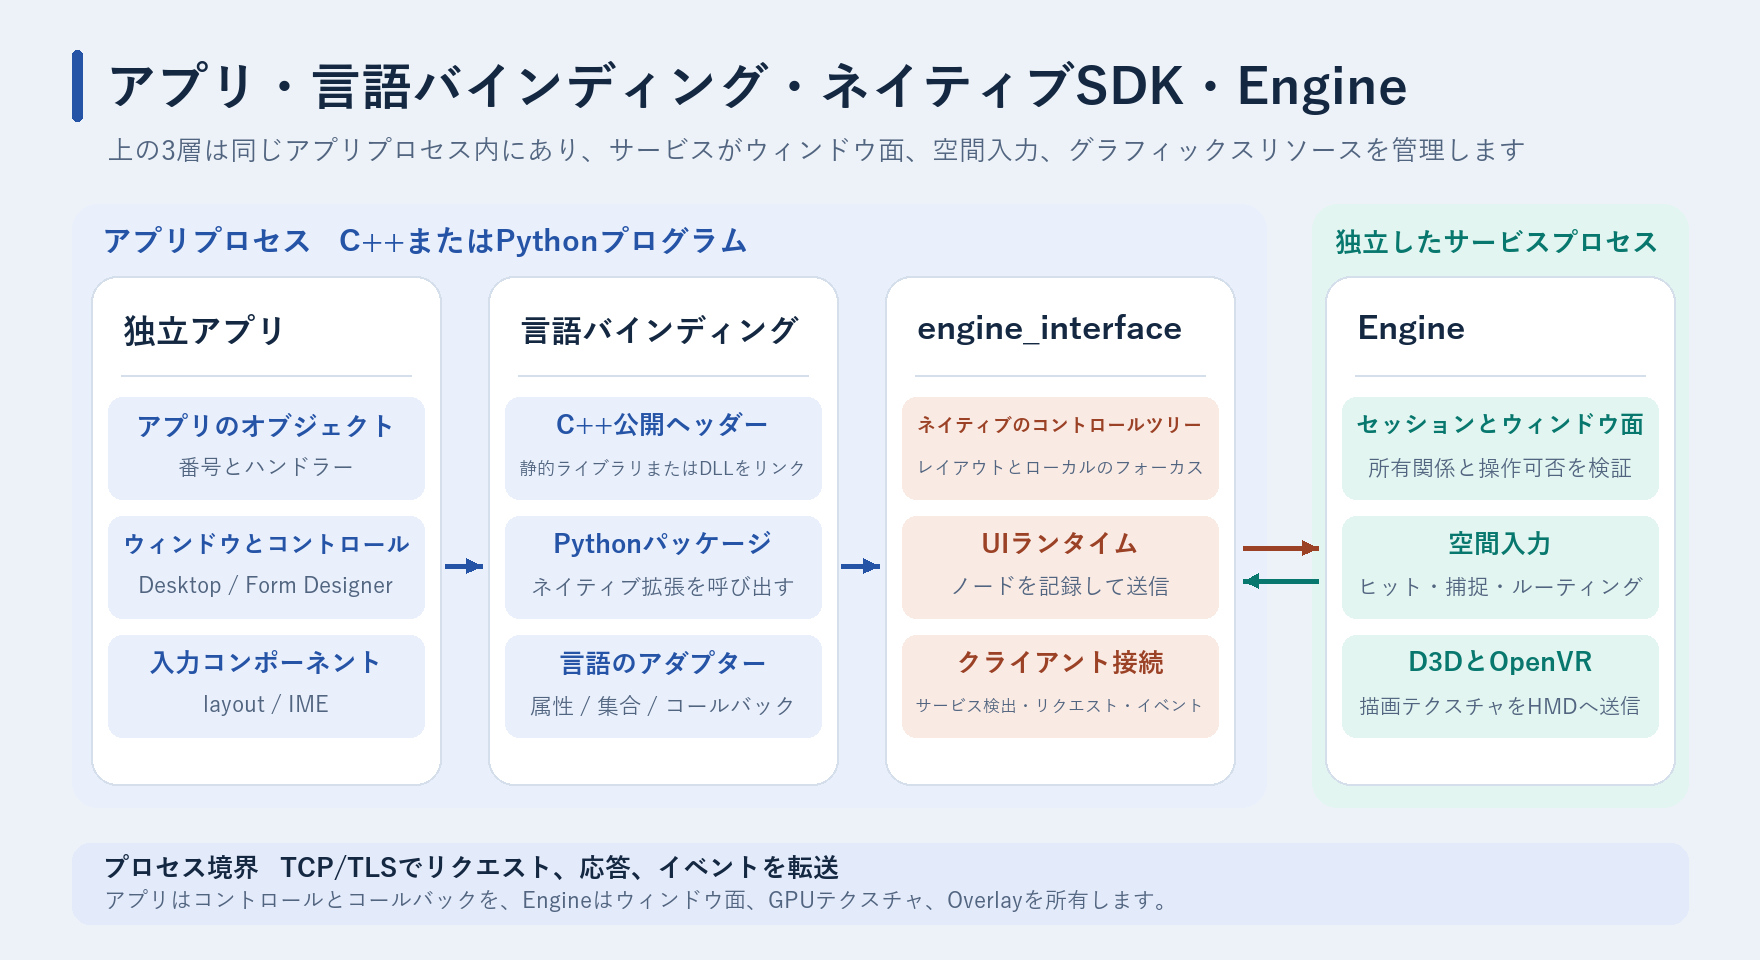 アプリ・言語バインディング・ネイティブSDK・Engine
上の3層は同じアプリプロセス内にあり、サービスがウィンドウ面、空間入力、グラフィックスリソースを管理します
アプリプロセス C++またはPythonプログラム
独立アプリ
アプリのオブジェクト
番号とハンドラー
ウィンドウとコントロール
Desktop / Form Designer
入力コンポーネント
layout / IME
言語バインディング
C++公開ヘッダー
静的ライブラリまたはDLLをリンク
Pythonパッケージ
ネイティブ拡張を呼び出す
言語のアダプター
属性 / 集合 / コールバック
engine_interface
ネイティブのコントロールツリー
レイアウトとローカルのフォーカス
UIランタイム
ノードを記録して送信
クライアント接続
サービス検出・リクエスト・イベント
独立したサービスプロセス
Engine
セッションとウィンドウ面
所有関係と操作可否を検証
空間入力
ヒット・捕捉・ルーティング
D3DとOpenVR
描画テクスチャをHMDへ送信
プロセス境界 TCP/TLSでリクエスト、応答、イベントを転送
アプリはコントロールとコールバックを、Engineはウィンドウ面、GPUテクスチャ、Overlayを所有します。